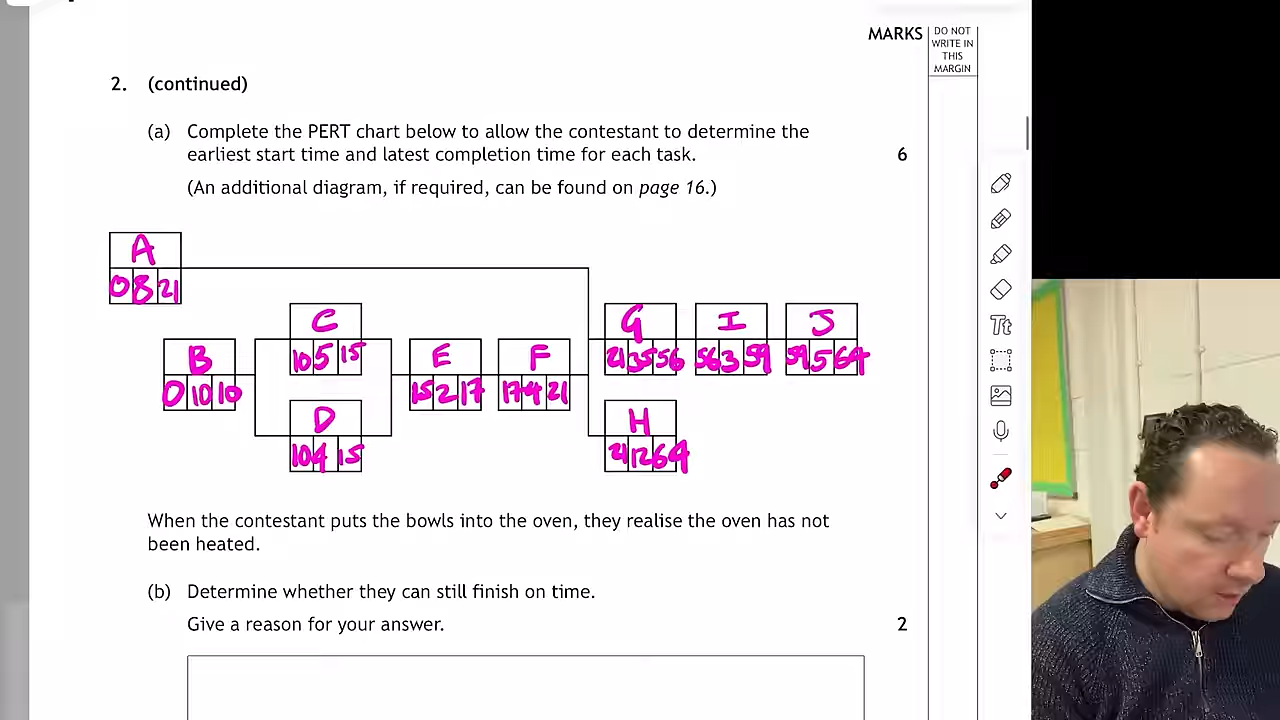 MARKS
DO NOT
WRITE IN
THIS
MARGIN
2. (continued)
(a) Complete the PERT chart below to allow the contestant to determine the
earliest start time and latest completion time for each task.
6
(An additional diagram, if required, can be found on page 16.)
A
0 8 21
C
10 5 15
G
21 35 56
I
56 3 59
J
59 5 64
B
0 10 10
E
15 2 17
F
17 4 21
D
10 4 15
H
21 12 64
When the contestant puts the bowls into the oven, they realise the oven has not
been heated.
(b) Determine whether they can still finish on time.
Give a reason for your answer.
2
Tt